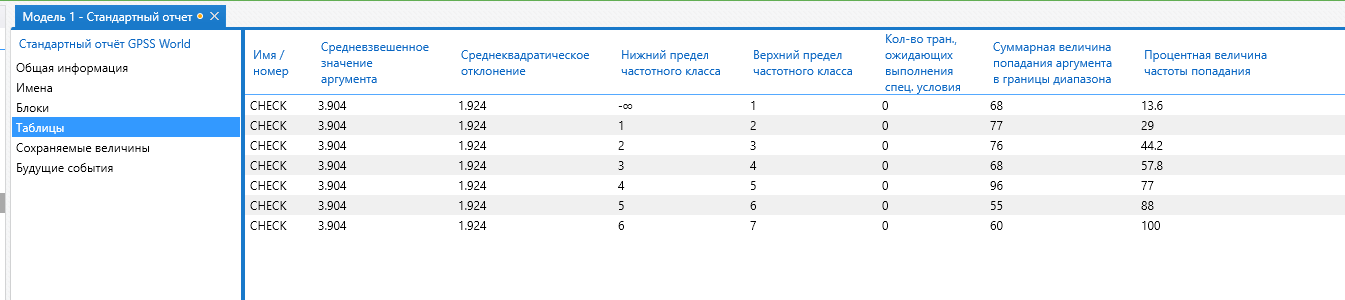 Модель 1 - Стандартный отчет
Стандартный отчёт GPSS World
Общая информация
Имена
Блоки
Таблицы
Сохраняемые величины
Будущие события
Имя / номер Средневзвешенное значение аргумента Среднеквадратическое отклонение Нижний предел частотного класса Верхний предел частотного класса Кол-во тран., ожидающих выполнения спец. условия Суммарная величина попадания аргумента в границы диапазона Процентная величина частоты попадания
CHECK 3.904 1.924 -∞ 1 0 68 13.6
CHECK 3.904 1.924 1 2 0 77 29
CHECK 3.904 1.924 2 3 0 76 44.2
CHECK 3.904 1.924 3 4 0 68 57.8
CHECK 3.904 1.924 4 5 0 96 77
CHECK 3.904 1.924 5 6 0 55 88
CHECK 3.904 1.924 6 7 0 60 100